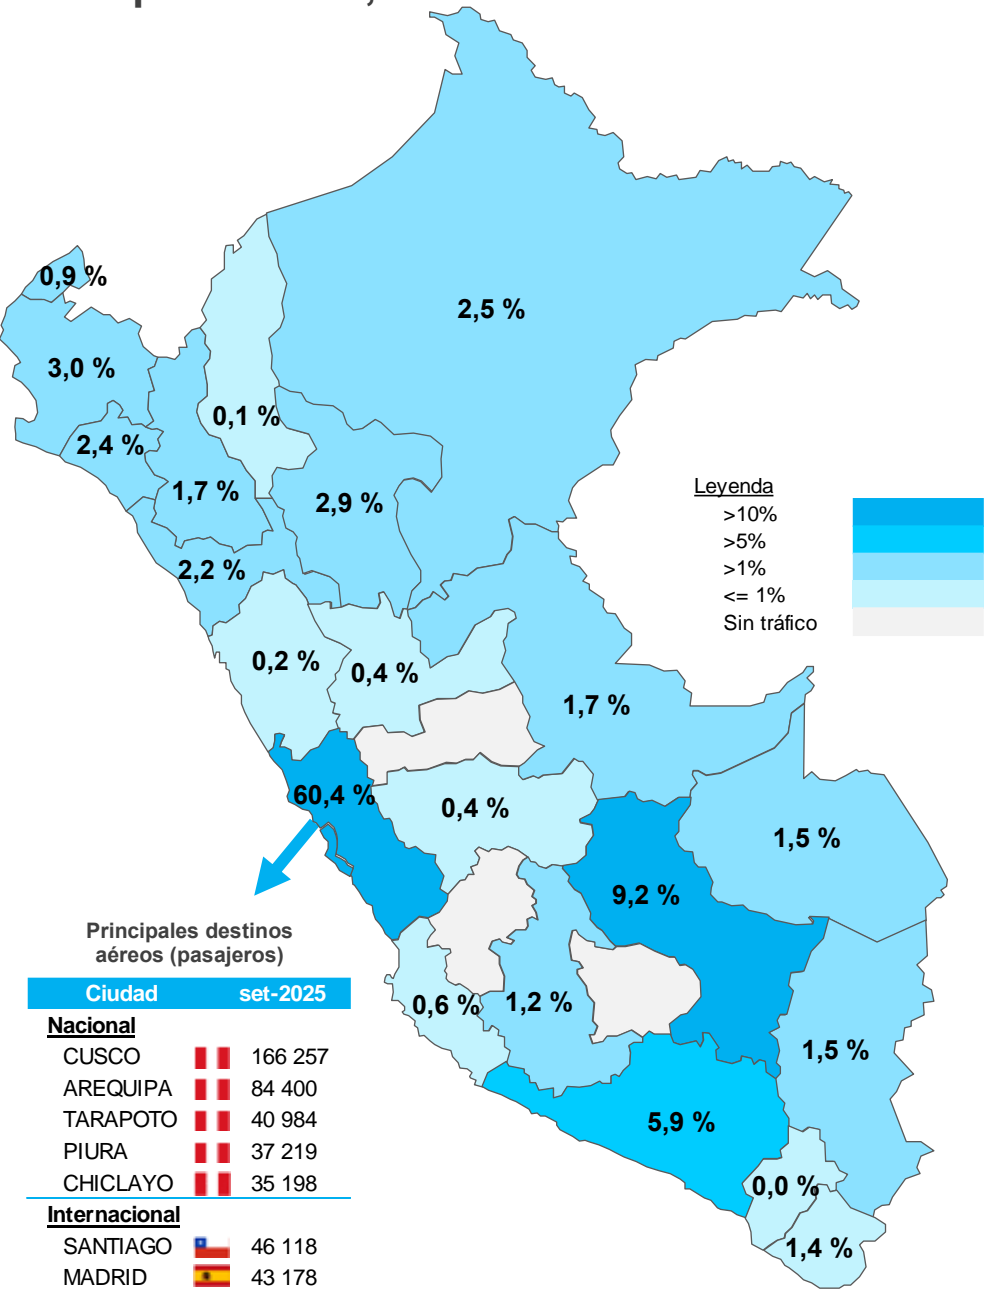 0,9 %
2,5 %
3,0 %
0,1 %
2,4 %
1,7 %
2,9 %
Leyenda
>10%
>5%
>1%
<= 1%
Sin tráfico
2,2 %
0,2 %
0,4 %
1,7 %
60,4 %
0,4 %
1,5 %
9,2 %
0,6 %
1,2 %
1,5 %
5,9 %
0,0 %
1,4 %
Principales destinos
aéreos (pasajeros)
Ciudad set-2025
Nacional
CUSCO 166 257
AREQUIPA 84 400
TARAPOTO 40 984
PIURA 37 219
CHICLAYO 35 198
Internacional
SANTIAGO 46 118
MADRID 43 178